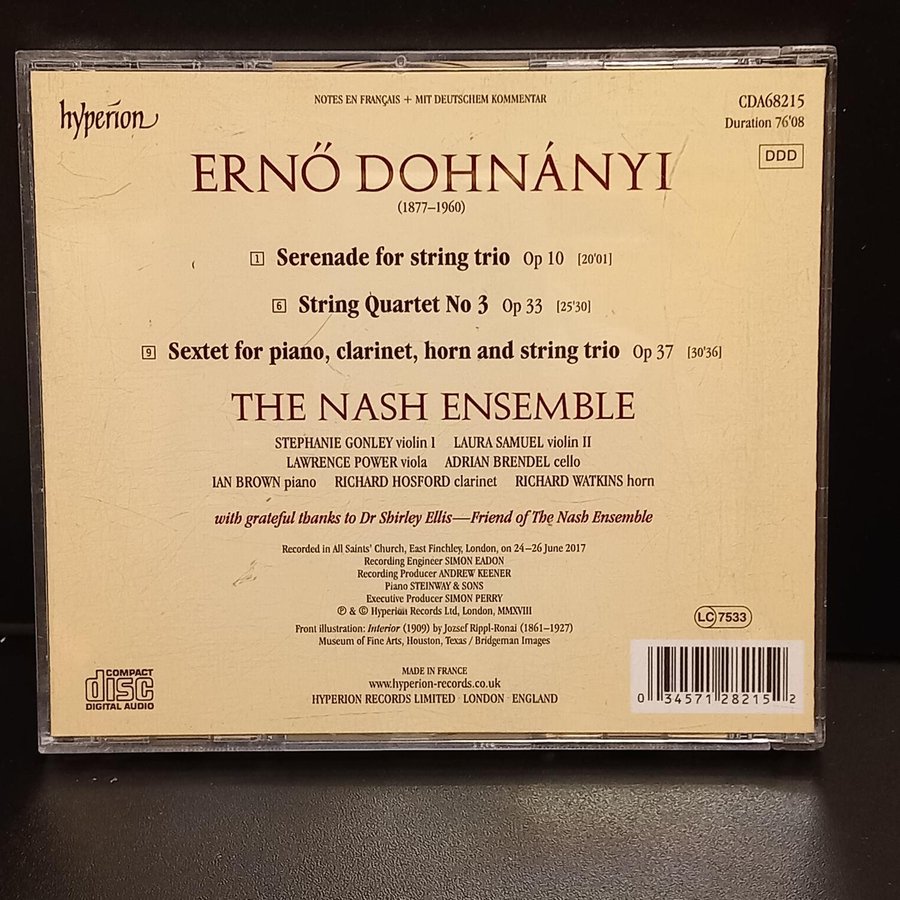 hyperion
NOTES EN FRANÇAIS + MIT DEUTSCHEM KOMMENTAR
CDA68215
Duration 76'08
DDD
ERNŐ DOHNÁNYI
(1877–1960)
1 Serenade for string trio Op 10 [20'01]
6 String Quartet No 3 Op 33 [25'30]
9 Sextet for piano, clarinet, horn and string trio Op 37 [30'36]
THE NASH ENSEMBLE
STEPHANIE GONLEY violin I LAURA SAMUEL violin II
LAWRENCE POWER viola ADRIAN BRENDEL cello
IAN BROWN piano RICHARD HOSFORD clarinet RICHARD WATKINS horn
with grateful thanks to Dr Shirley Ellis—Friend of The Nash Ensemble
Recorded in All Saints' Church, East Finchley, London, on 24–26 June 2017
Recording Engineer SIMON EADON
Recording Producer ANDREW KEENER
Piano STEINWAY & SONS
Executive Producer SIMON PERRY
℗ & © Hyperion Records Ltd, London, MMXVIII
Front illustration: Interior (1909) by Jozsef Rippl-Ronai (1861–1927)
Museum of Fine Arts, Houston, Texas / Bridgeman Images
LC 7533
MADE IN FRANCE
www.hyperion-records.co.uk
HYPERION RECORDS LIMITED · LONDON · ENGLAND
COMPACT
disc
DIGITAL AUDIO
0 34571 28215 2